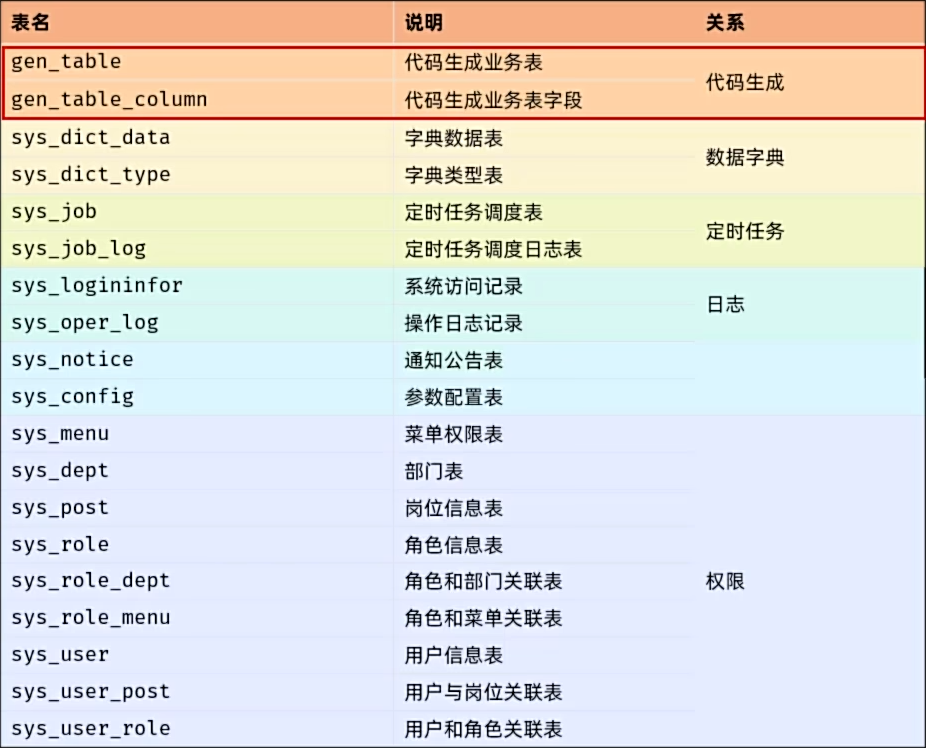 表名 说明 关系
gen_table 代码生成业务表
代码生成
gen_table_column 代码生成业务表字段
sys_dict_data 字典数据表
数据字典
sys_dict_type 字典类型表
sys_job 定时任务调度表
定时任务
sys_job_log 定时任务调度日志表
sys_logininfor 系统访问记录
日志
sys_oper_log 操作日志记录
sys_notice 通知公告表
sys_config 参数配置表
sys_menu 菜单权限表
sys_dept 部门表
sys_post 岗位信息表
sys_role 角色信息表
sys_role_dept 角色和部门关联表 权限
sys_role_menu 角色和菜单关联表
sys_user 用户信息表
sys_user_post 用户与岗位关联表
sys_user_role 用户和角色关联表